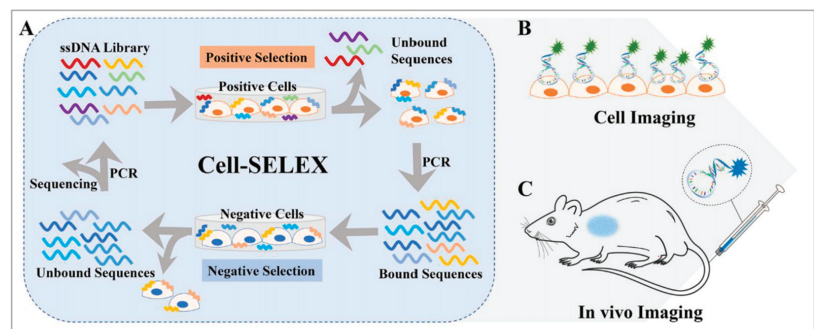 A
ssDNA Library
Positive Selection
Positive Cells
Unbound
Sequences
PCR
Sequencing
Cell-SELEX
PCR
Negative Cells
Unbound Sequences
Negative Selection
Bound Sequences
B
Cell Imaging
C
In vivo Imaging